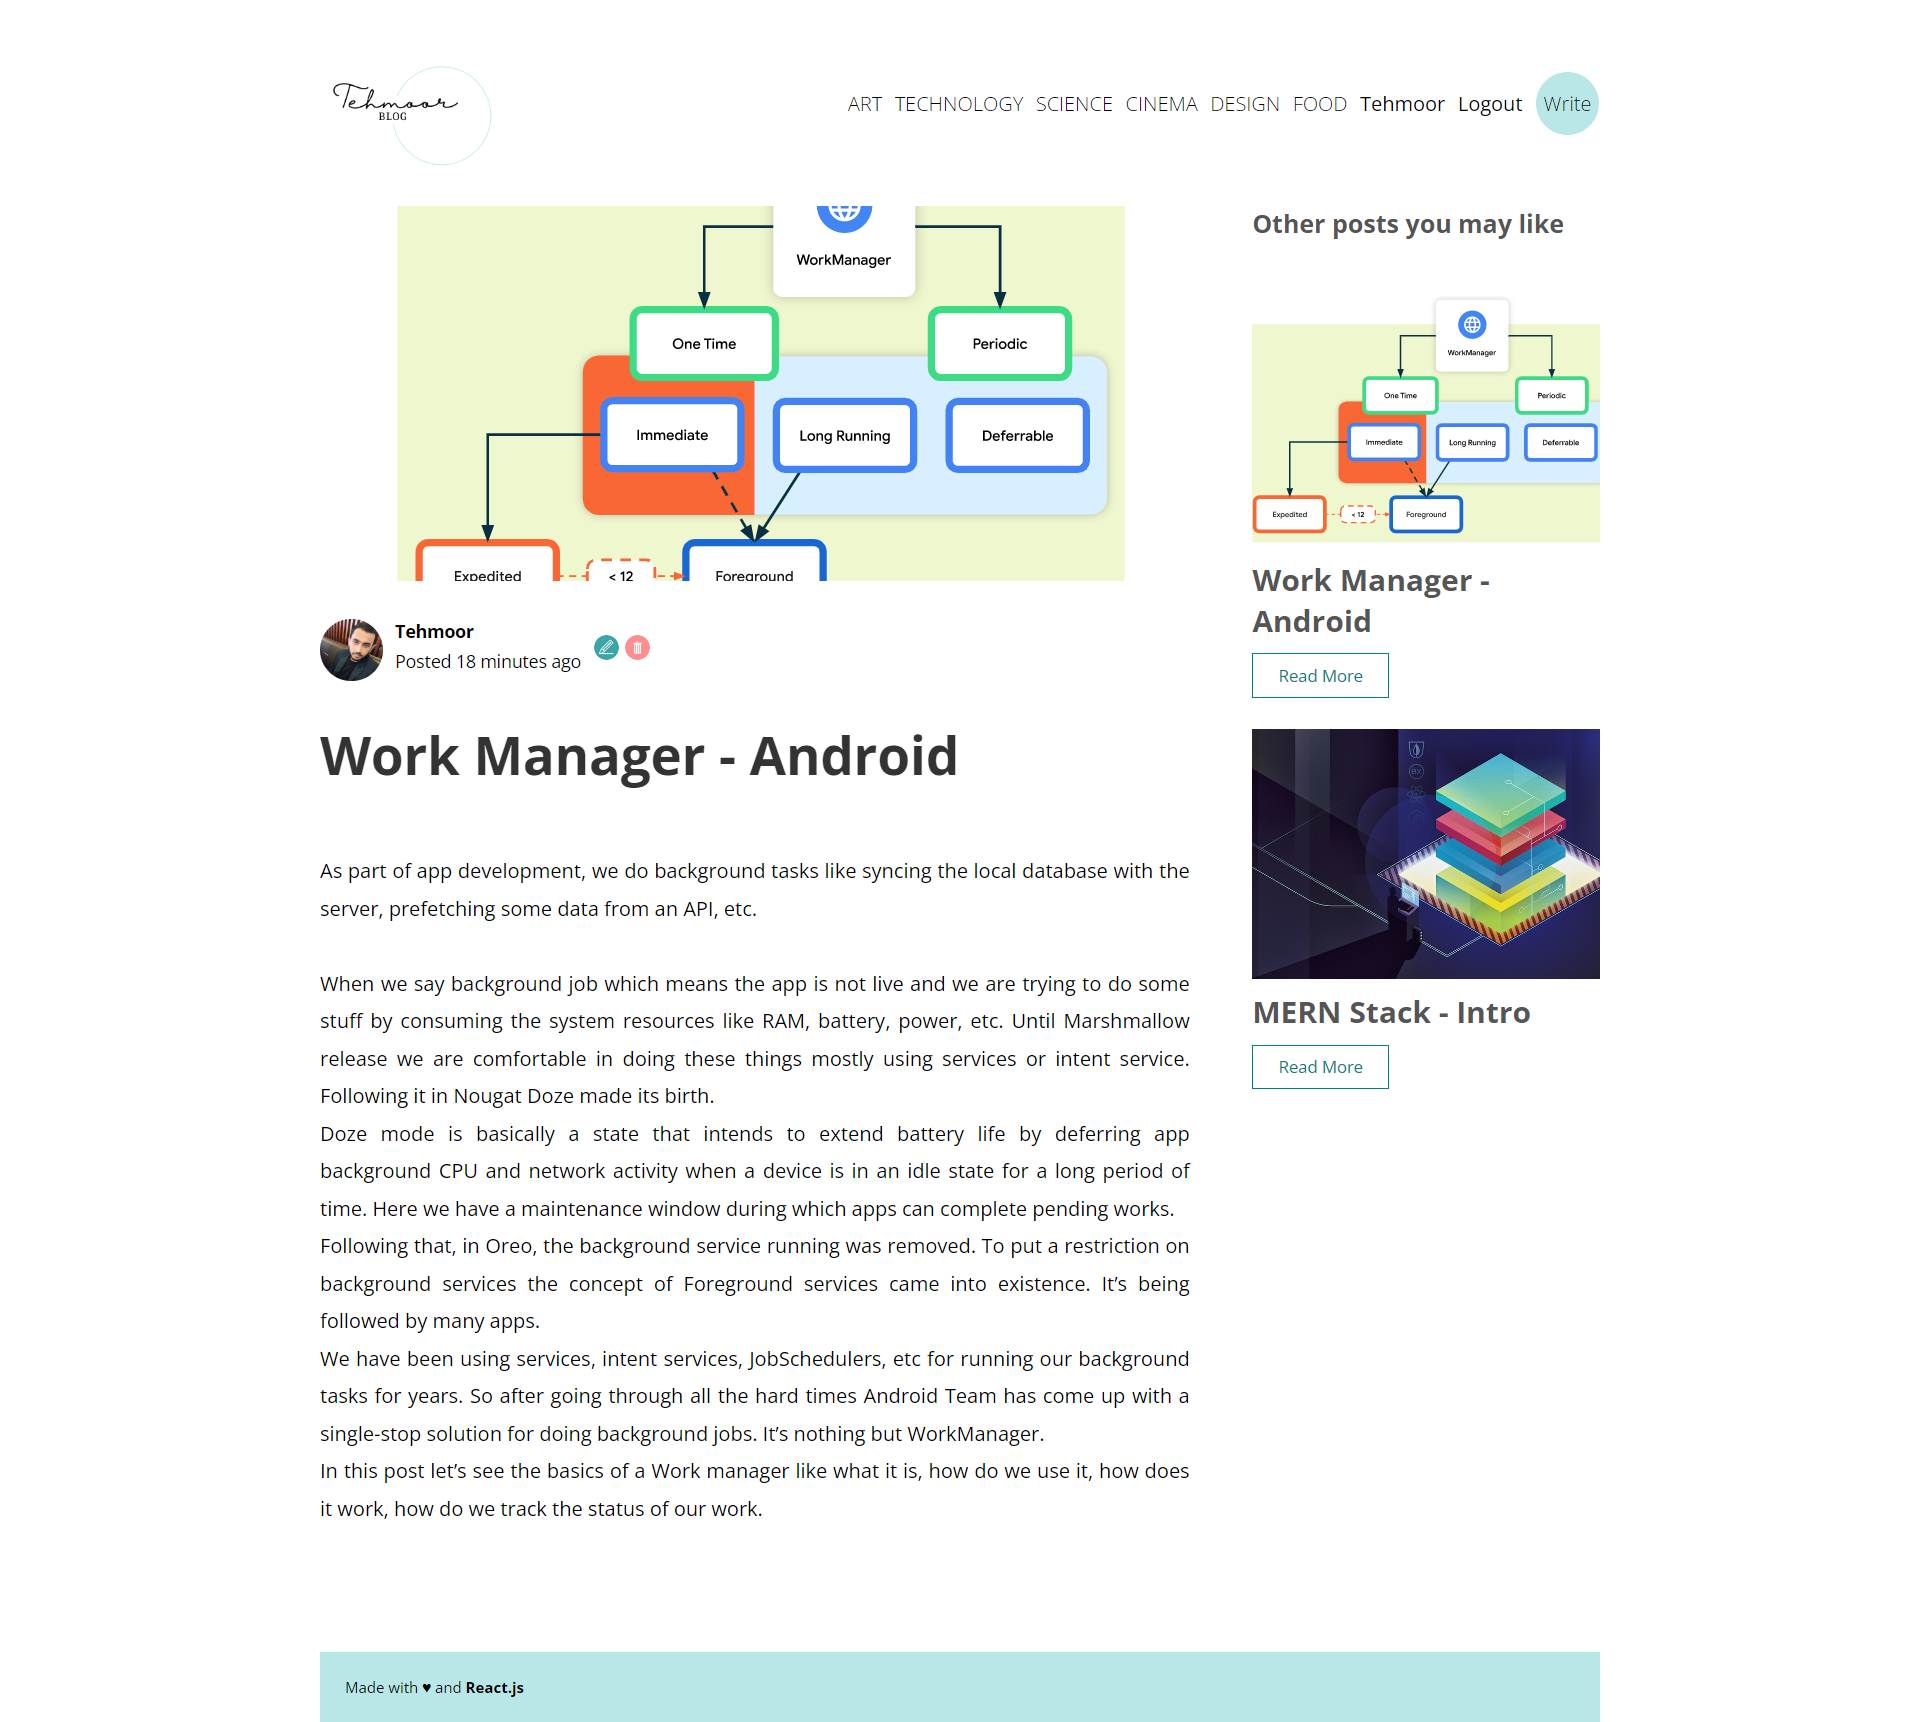 Tehmoor
BLOG
ART TECHNOLOGY SCIENCE CINEMA DESIGN FOOD Tehmoor Logout Write
WorkManager
One Time
Periodic
Immediate
Long Running
Deferrable
Expedited
< 12
Foreground
Tehmoor
Posted 18 minutes ago
Work Manager - Android
As part of app development, we do background tasks like syncing the local database with the
server, prefetching some data from an API, etc.
When we say background job which means the app is not live and we are trying to do some
stuff by consuming the system resources like RAM, battery, power, etc. Until Marshmallow
release we are comfortable in doing these things mostly using services or intent service.
Following it in Nougat Doze made its birth.
Doze mode is basically a state that intends to extend battery life by deferring app
background CPU and network activity when a device is in an idle state for a long period of
time. Here we have a maintenance window during which apps can complete pending works.
Following that, in Oreo, the background service running was removed. To put a restriction on
background services the concept of Foreground services came into existence. It’s being
followed by many apps.
We have been using services, intent services, JobSchedulers, etc for running our background
tasks for years. So after going through all the hard times Android Team has come up with a
single-stop solution for doing background jobs. It’s nothing but WorkManager.
In this post let’s see the basics of a Work manager like what it is, how do we use it, how does
it work, how do we track the status of our work.
Other posts you may like
WorkManager
One Time
Periodic
Immediate
Long Running
Deferrable
Expedited
< 12
Foreground
Work Manager -
Android
Read More
ex
MERN Stack - Intro
Read More
Made with ♥ and React.js